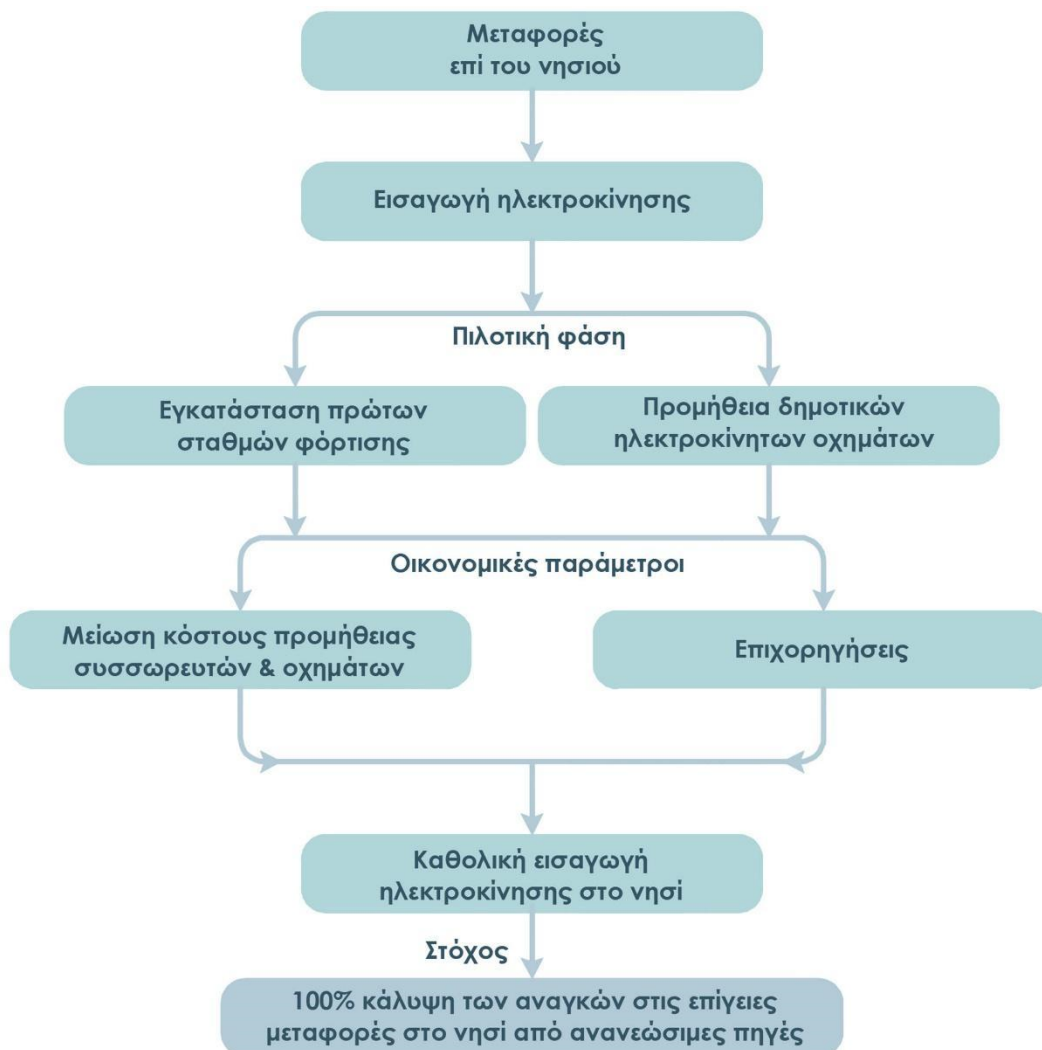 Μεταφορές
επί του νησιού
Εισαγωγή ηλεκτροκίνησης
Πιλοτική φάση
Εγκατάσταση πρώτων
σταθμών φόρτισης
Προμήθεια δημοτικών
ηλεκτροκίνητων οχημάτων
Οικονομικές παράμετροι
Μείωση κόστους προμήθειας
συσσωρευτών & οχημάτων
Επιχορηγήσεις
Καθολική εισαγωγή
ηλεκτροκίνησης στο νησί
Στόχος
100% κάλυψη των αναγκών στις επίγειες
μεταφορές στο νησί από ανανεώσιμες πηγές